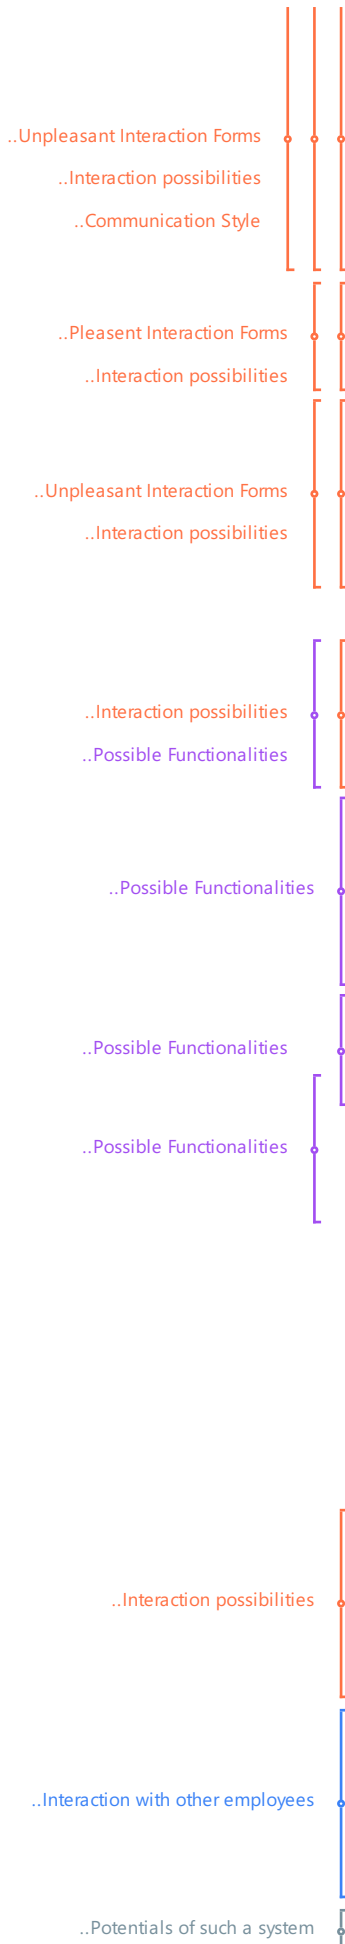 ..Unpleasant Interaction Forms
..Interaction possibilities
..Communication Style
..Pleasent Interaction Forms
..Interaction possibilities
..Unpleasant Interaction Forms
..Interaction possibilities
..Interaction possibilities
..Possible Functionalities
..Possible Functionalities
..Possible Functionalities
..Possible Functionalities
..Interaction possibilities
..Interaction with other employees
..Potentials of such a system